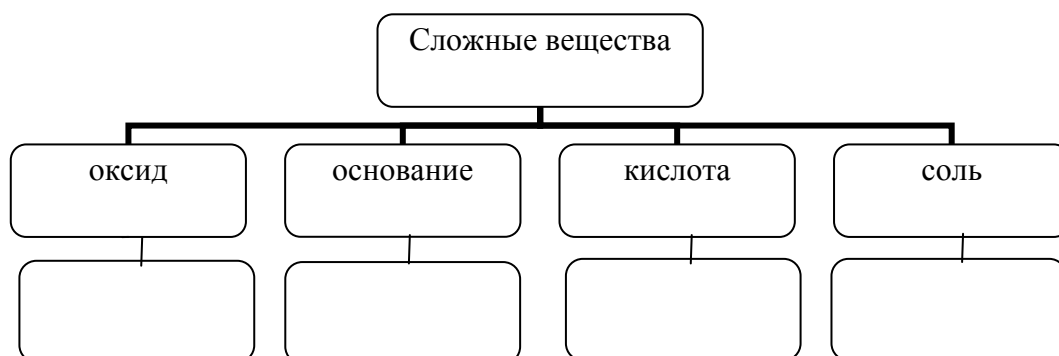 Сложные вещества
оксид
основание
кислота
соль